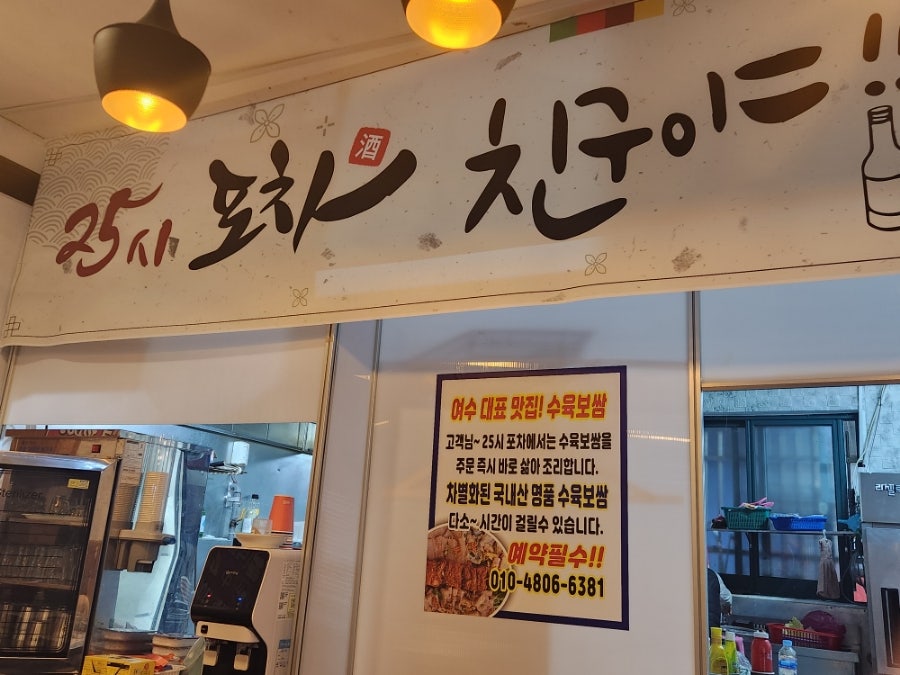 25시 포차 酒 친구야!!
여수 대표 맛집! 수육보쌈
고객님~ 25시 포차에서는 수육보쌈을
주문 즉시 바로 삶아 조리합니다.
차별화된 국내산 명품 수육보쌈
다소~ 시간이 걸릴수 있습니다.
예약필수!!
010-4806-6381